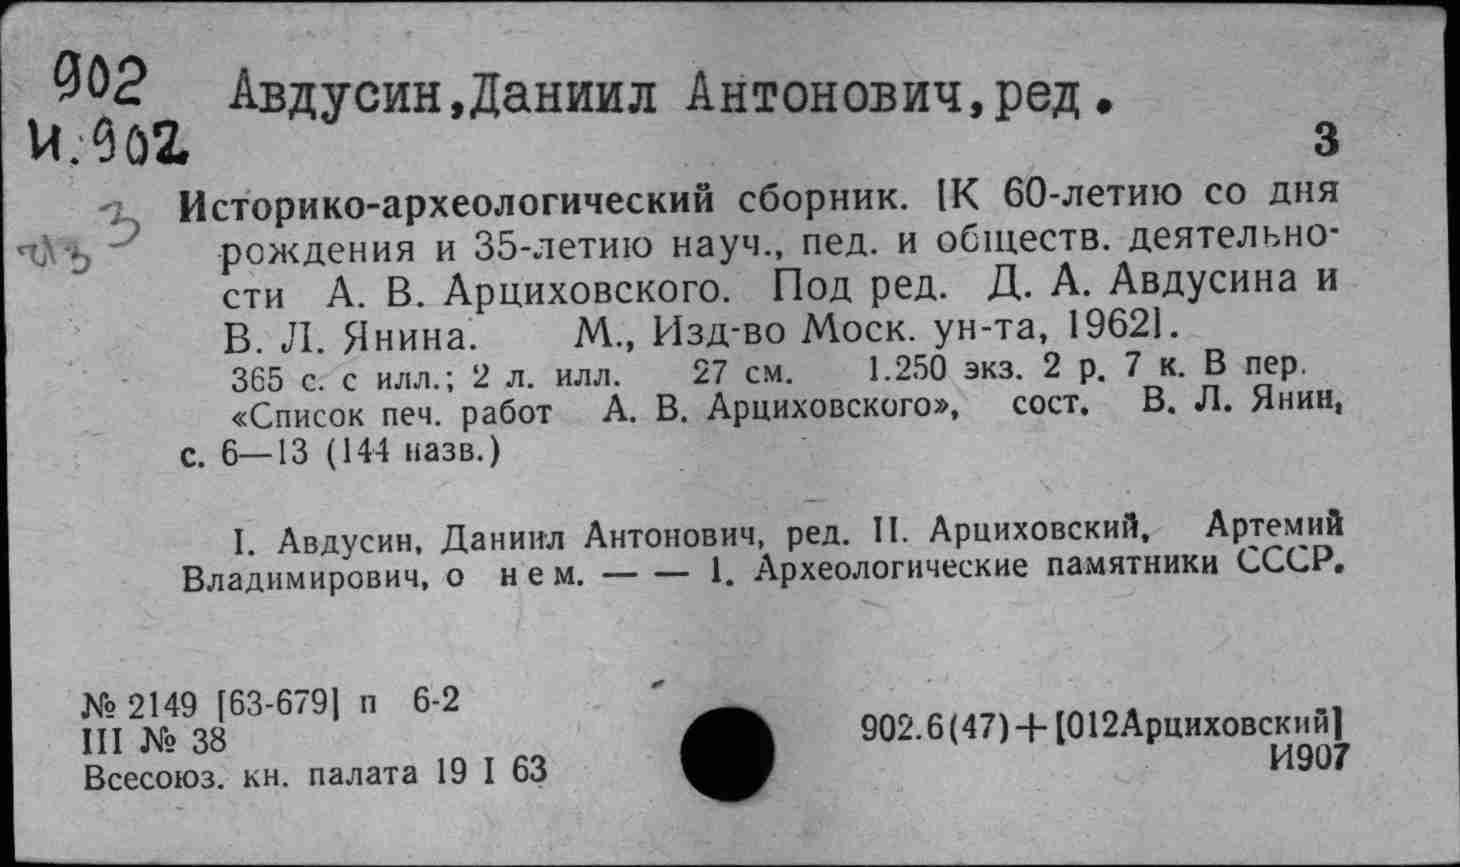 902 Авдусин,Даниил Антонович,ред.
И.902
3
Историко-археологический сборник. [К 60-летию со дня
рождения и 35-летию науч., пед. и обществ. деятельно-
сти А. В. Арциховского. Под ред. Д. А. Авдусина и
В. Л. Янина. М., Изд-во Моск. ун-та, 1962].
365 с. с илл.; 2 л. илл. 27 см. 1.250 экз. 2 р. 7 к. В пер.
«Список печ. работ А. В. Арциховского», сост. В. Л. Янин,
с. 6—13 (144 назв.)
I. Авдусин, Даниил Антонович, ред. II. Арциховский, Артемий
Владимирович, о нем. — — 1. Археологические памятники СССР.
№ 2149 [63-679] п 6-2
III № 38
Всесоюз. кн. палата 19 I 63
902.6(47)+[012Арциховский]
И907